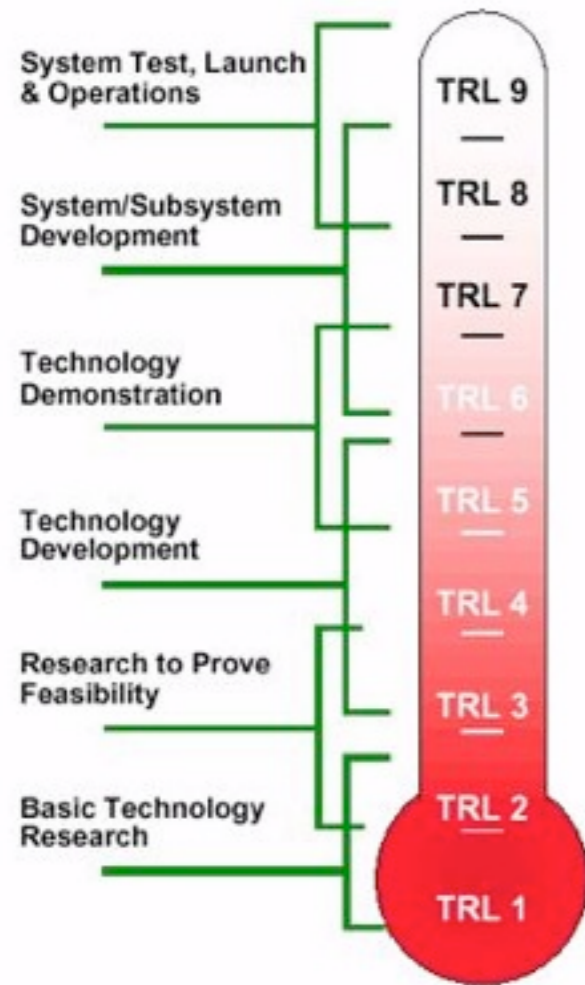 System Test, Launch
& Operations
System/Subsystem
Development
Technology
Demonstration
Technology
Development
Research to Prove
Feasibility
Basic Technology
Research
TRL 9
TRL 8
TRL 7
TRL 6
TRL 5
TRL 4
TRL 3
TRL 2
TRL 1